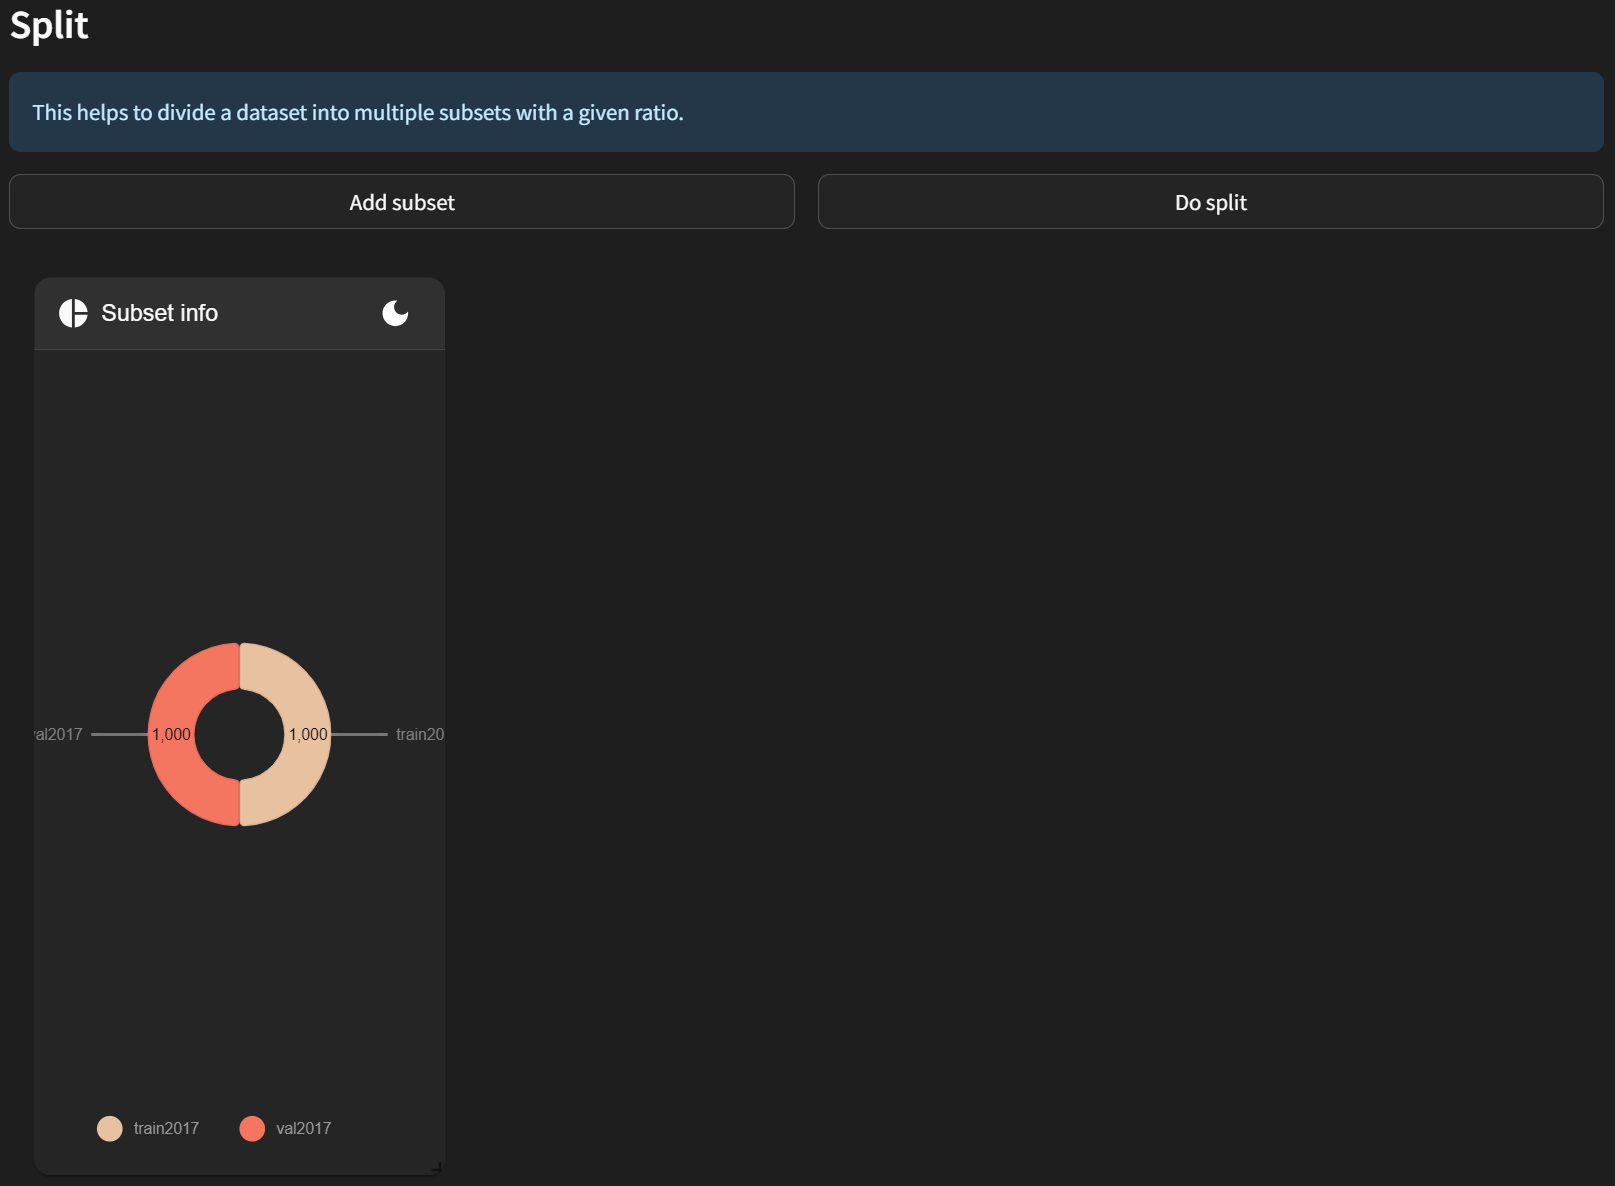 Split
This helps to divide a dataset into multiple subsets with a given ratio.
Add subset
Do split
Subset info
val2017
1,000
1,000
train20
train2017
val2017